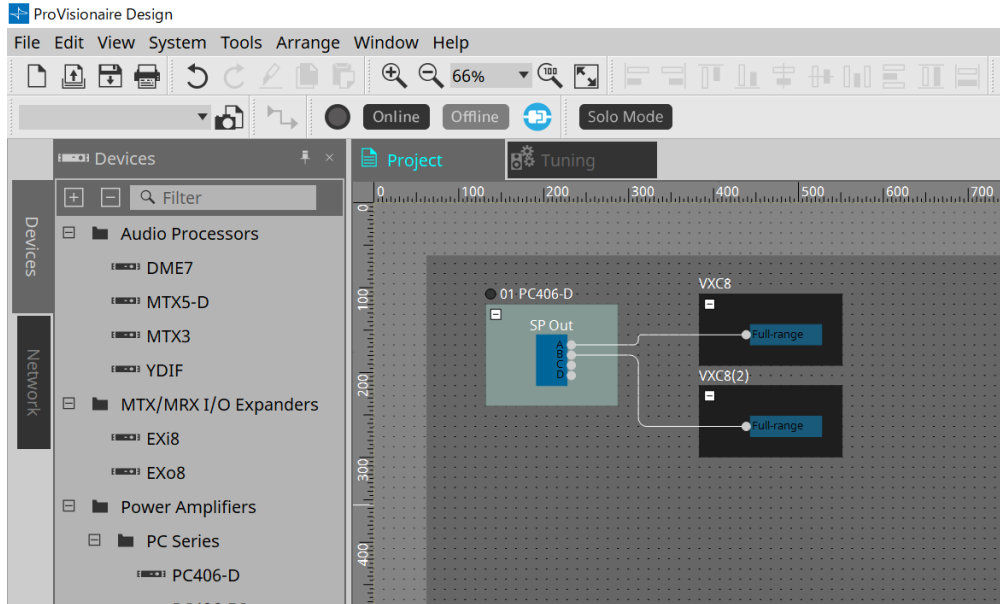 ProVisionaire Design
File Edit View System Tools Arrange Window Help
66% 100
Online Offline Solo Mode
Devices × Project Tuning
Filter
0 100 200 300 400 500 600 700
Devices
Network
Audio Processors
DME7
MTX5-D
MTX3
YDIF
MTX/MRX I/O Expanders
EXi8
EXo8
Power Amplifiers
PC Series
PC406-D
0
100
200
300
400
01 PC406-D
SP Out
A
B
C
D
VXC8
Full-range
VXC8(2)
Full-range